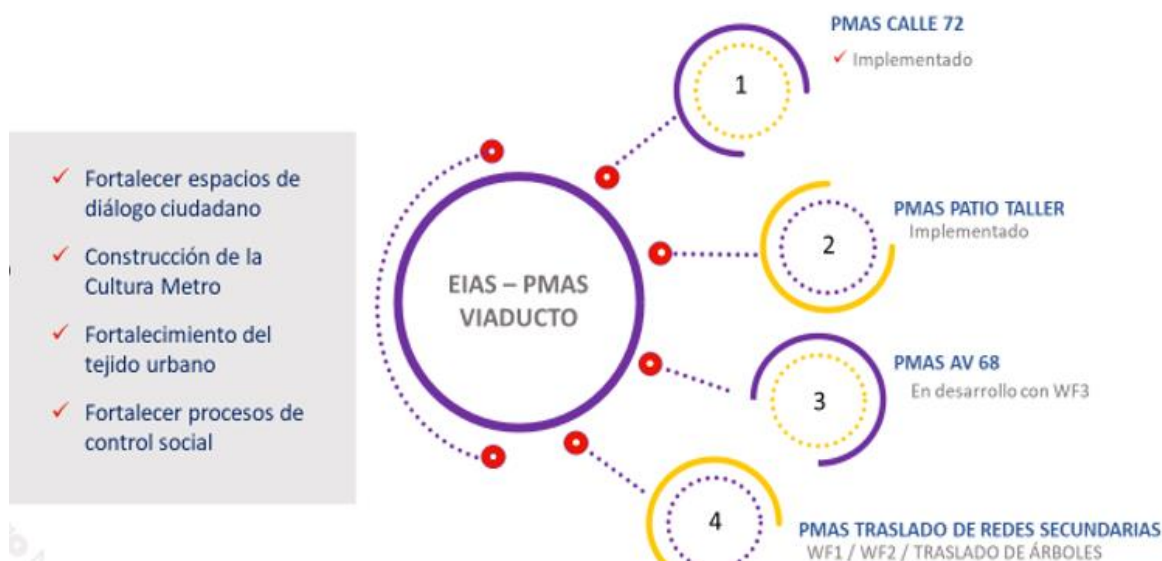 Fortalecer espacios de
diálogo ciudadano
Construcción de la
Cultura Metro
Fortalecimiento del
tejido urbano
Fortalecer procesos de
control social
EIAS – PMAS
VIADUCTO
1
PMAS CALLE 72
Implementado
2
PMAS PATIO TALLER
Implementado
3
PMAS AV 68
En desarrollo con WF3
4
PMAS TRASLADO DE REDES SECUNDARIAS
WF1 / WF2 / TRASLADO DE ÁRBOLES